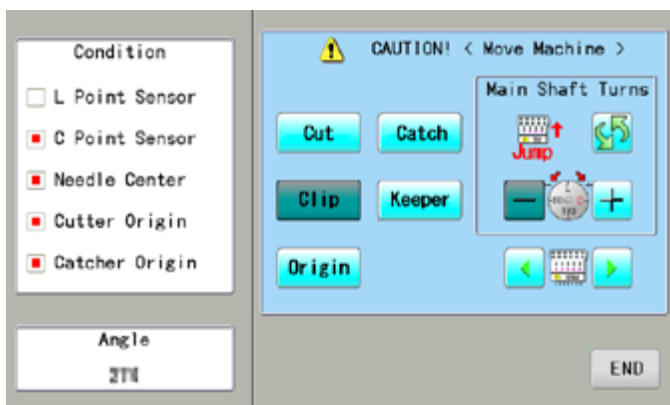 Condition
L Point Sensor
C Point Sensor
Needle Center
Cutter Origin
Catcher Origin
Angle
CAUTION! < Move Machine >
Main Shaft Turns
Cut
Catch
Jump
Clip
Keeper
Origin
END